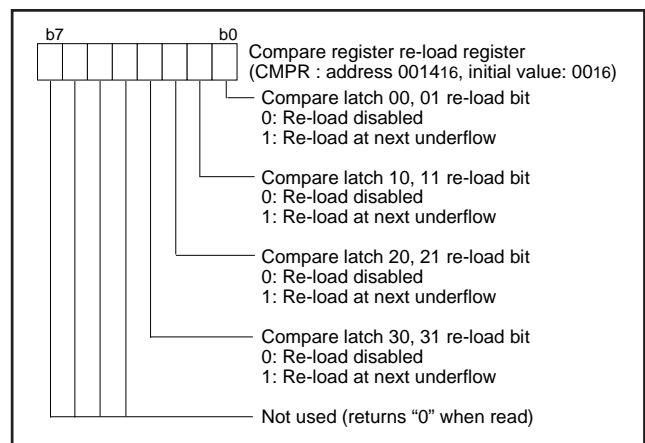 b7 b0
Compare register re-load register
(CMPR : address 001416, initial value: 0016)
Compare latch 00, 01 re-load bit
0: Re-load disabled
1: Re-load at next underflow
Compare latch 10, 11 re-load bit
0: Re-load disabled
1: Re-load at next underflow
Compare latch 20, 21 re-load bit
0: Re-load disabled
1: Re-load at next underflow
Compare latch 30, 31 re-load bit
0: Re-load disabled
1: Re-load at next underflow
Not used (returns “0” when read)